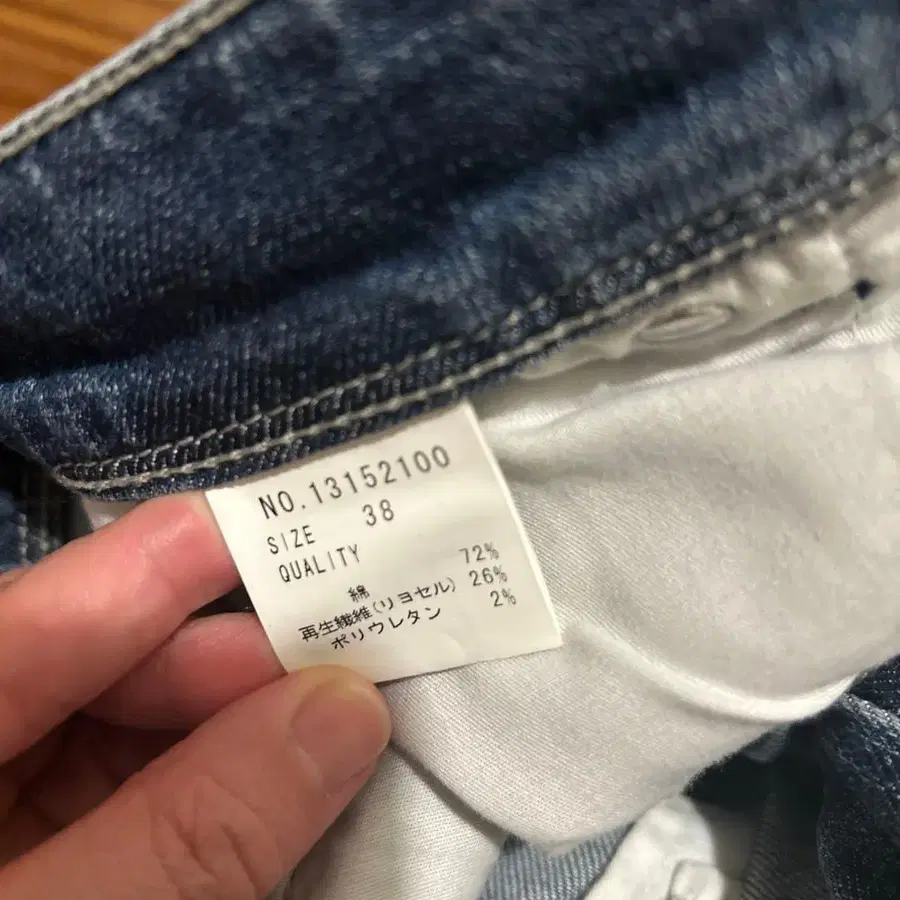 NO.13152100
SIZE 38
QUALITY
綿 72%
再生繊維(リヨセル) 26%
ポリウレタン 2%